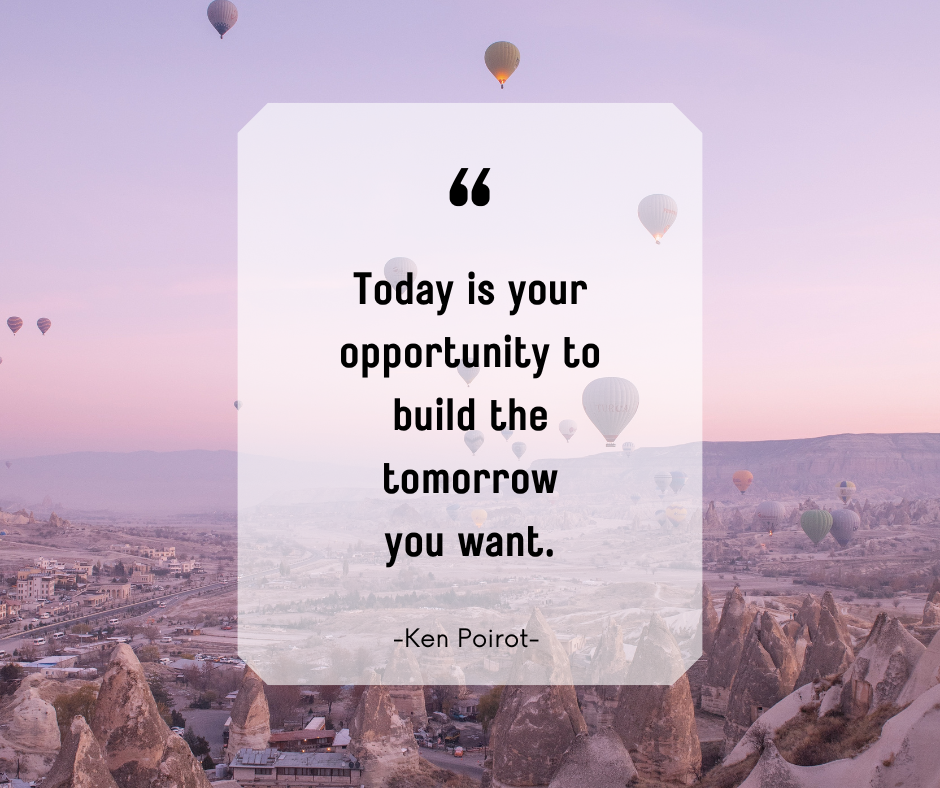 “
Today is your
opportunity to
build the
tomorrow
you want.
-Ken Poirot-